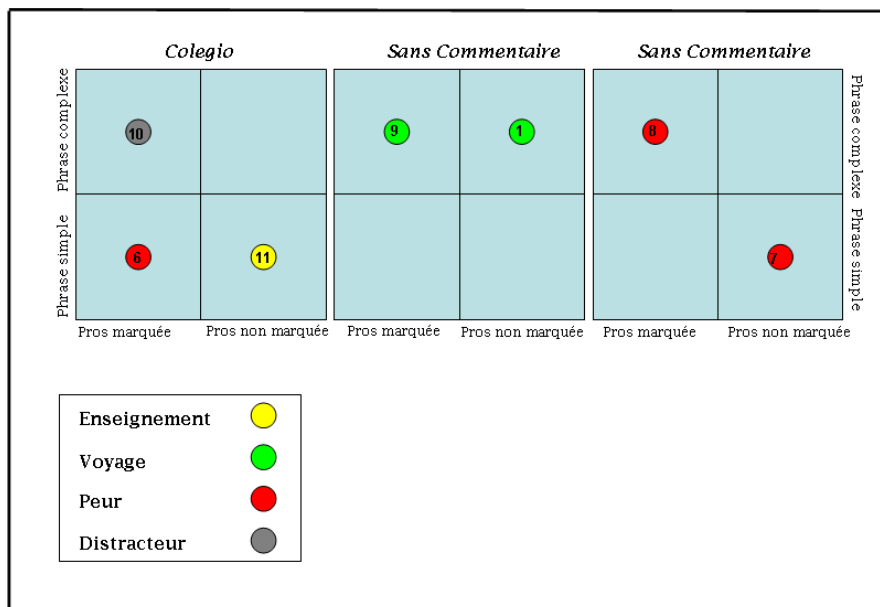 Colegio Sans Commentaire Sans Commentaire
Phrase complexe
10 9 1 8
Phrase complexe
Phrase simple
6 11 7
Phrase simple
Pros marquée Pros non marquée Pros marquée Pros non marquée Pros marquée Pros non marquée
Enseignement
Voyage
Peur
Distracteur